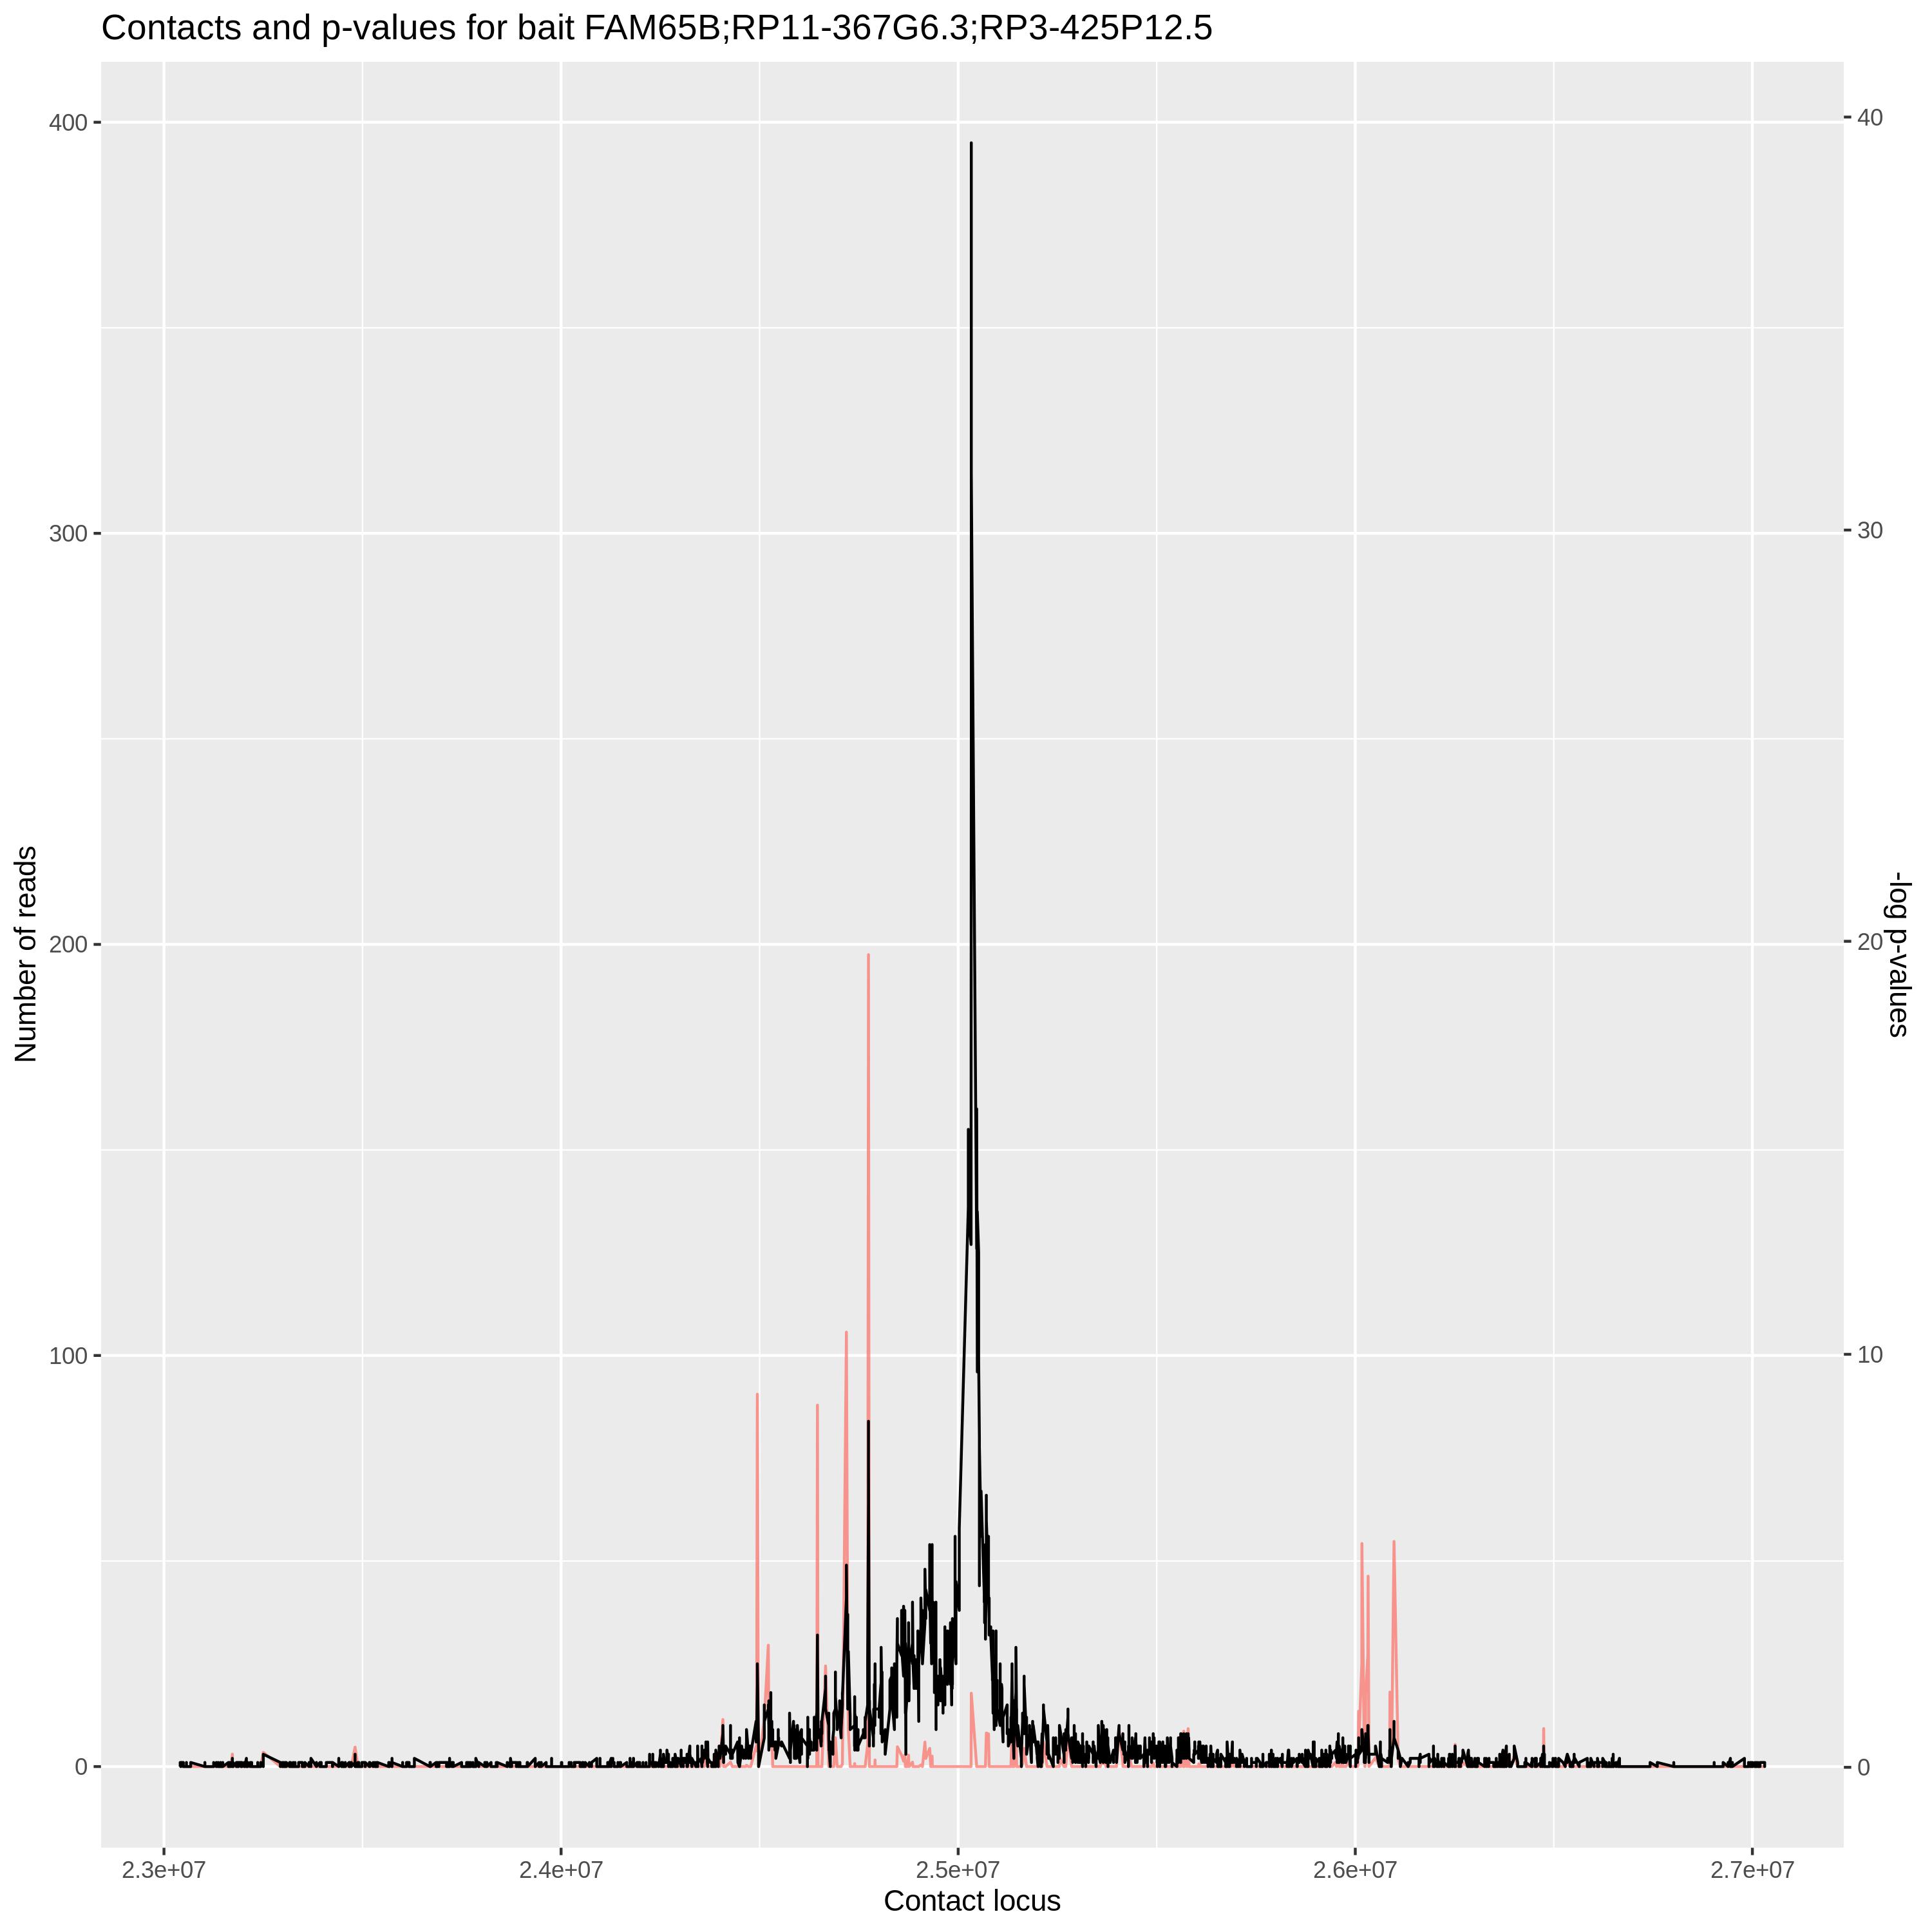 Contacts and p-values for bait FAM65B;RP11-367G6.3;RP3-425P12.5
400
300
200
100
0
Number of reads
40
30
20
10
0
-log p-values
2.3e+07
2.4e+07
2.5e+07
2.6e+07
2.7e+07
Contact locus